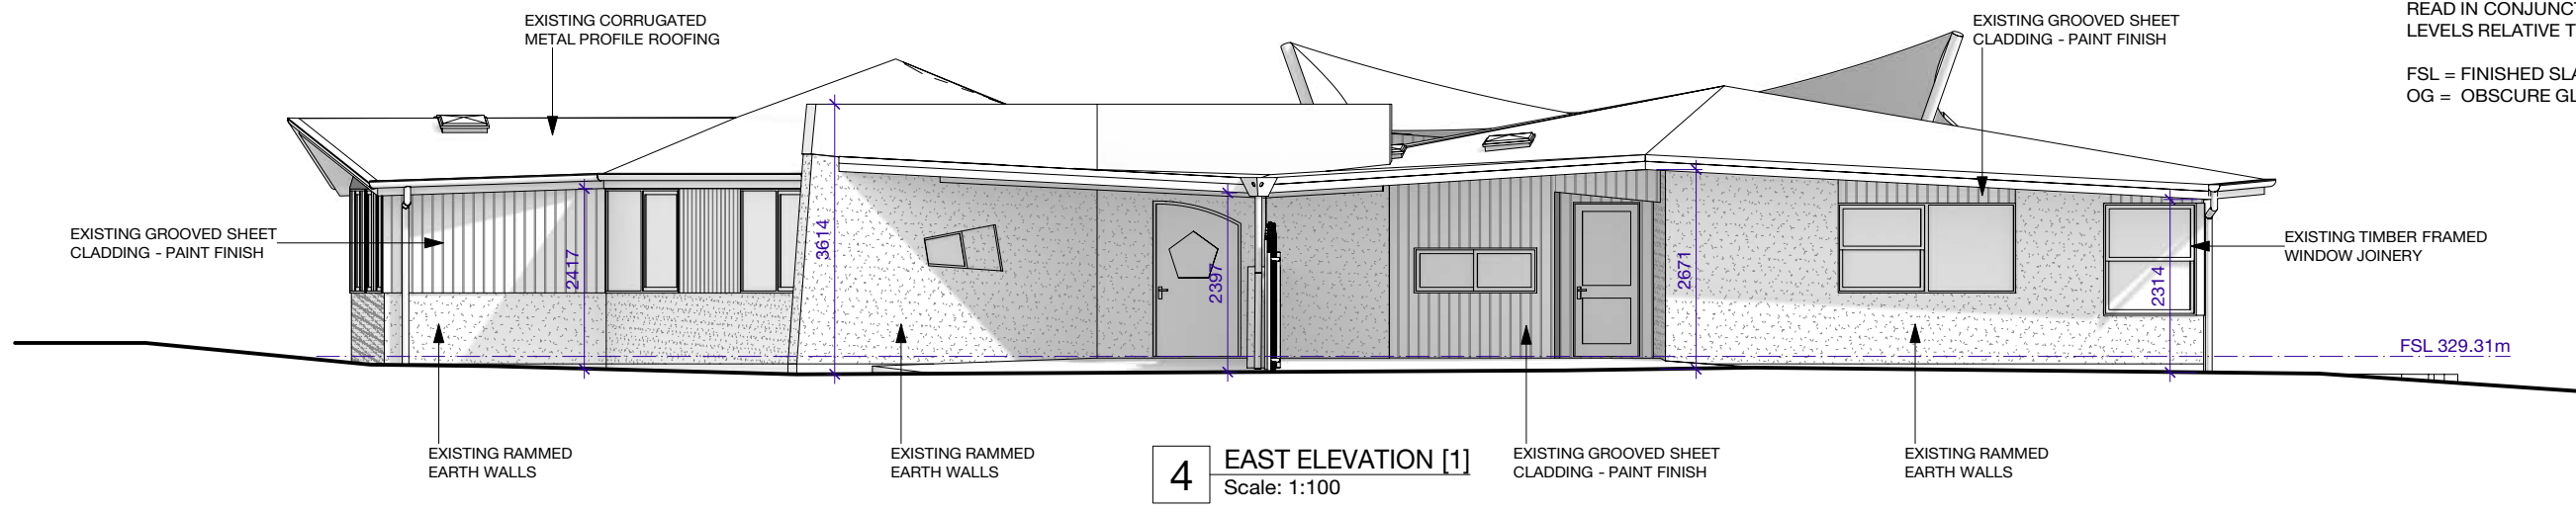 EXISTING CORRUGATED
METAL PROFILE ROOFING
EXISTING GROOVED SHEET
CLADDING - PAINT FINISH
READ IN CONJUNCT
LEVELS RELATIVE T
FSL = FINISHED SLA
OG = OBSCURE GL
EXISTING GROOVED SHEET
CLADDING - PAINT FINISH
2417
3614
2397
2671
2314
EXISTING TIMBER FRAMED
WINDOW JOINERY
FSL 329.31m
EXISTING RAMMED
EARTH WALLS
EXISTING RAMMED
EARTH WALLS
4
EAST ELEVATION [1]
Scale: 1:100
EXISTING GROOVED SHEET
CLADDING - PAINT FINISH
EXISTING RAMMED
EARTH WALLS